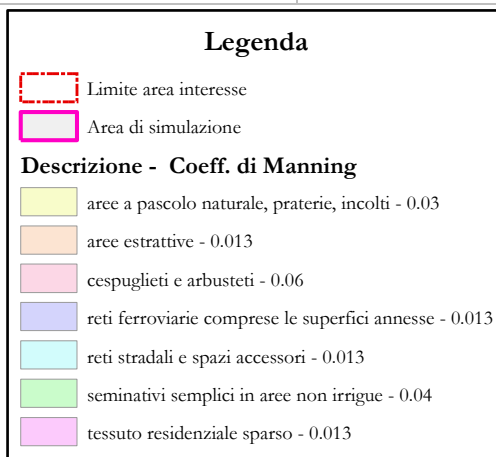 Legenda
Limite area interesse
Area di simulazione
Descrizione - Coeff. di Manning
aree a pascolo naturale, praterie, incolti - 0.03
aree estrattive - 0.013
cespuglieti e arbusteti - 0.06
reti ferroviarie comprese le superfici annesse - 0.013
reti stradali e spazi accessori - 0.013
seminativi semplici in aree non irrigue - 0.04
tessuto residenziale sparso - 0.013